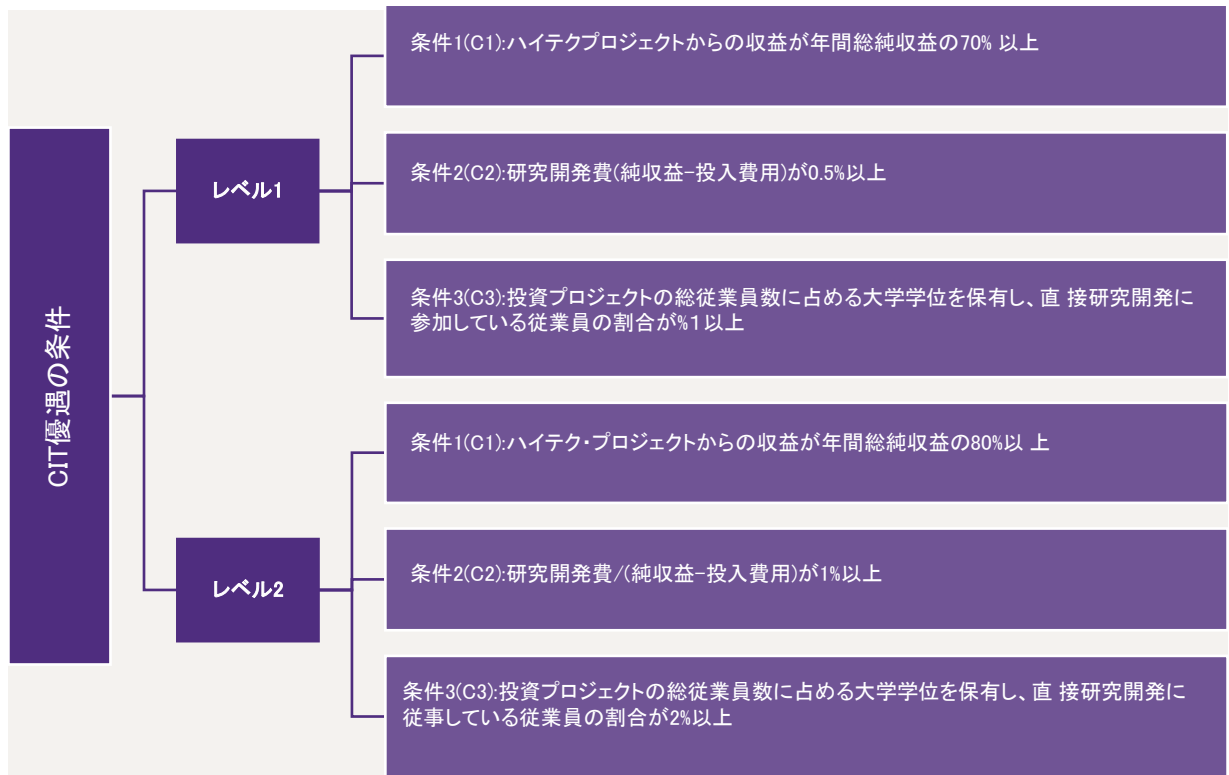 CIT優遇の条件
レベル1
条件1(C1):ハイテクプロジェクトからの収益が年間総純収益の70% 以上
条件2(C2):研究開発費(純収益-投入費用)が0.5%以上
条件3(C3):投資プロジェクトの総従業員数に占める大学学位を保有し、直 接研究開発に
参加している従業員の割合が%1以上
レベル2
条件1(C1):ハイテク・プロジェクトからの収益が年間総純収益の80%以 上
条件2(C2):研究開発費/(純収益-投入費用)が1%以上
条件3(C3):投資プロジェクトの総従業員数に占める大学学位を保有し、直 接研究開発に
従事している従業員の割合が2%以上